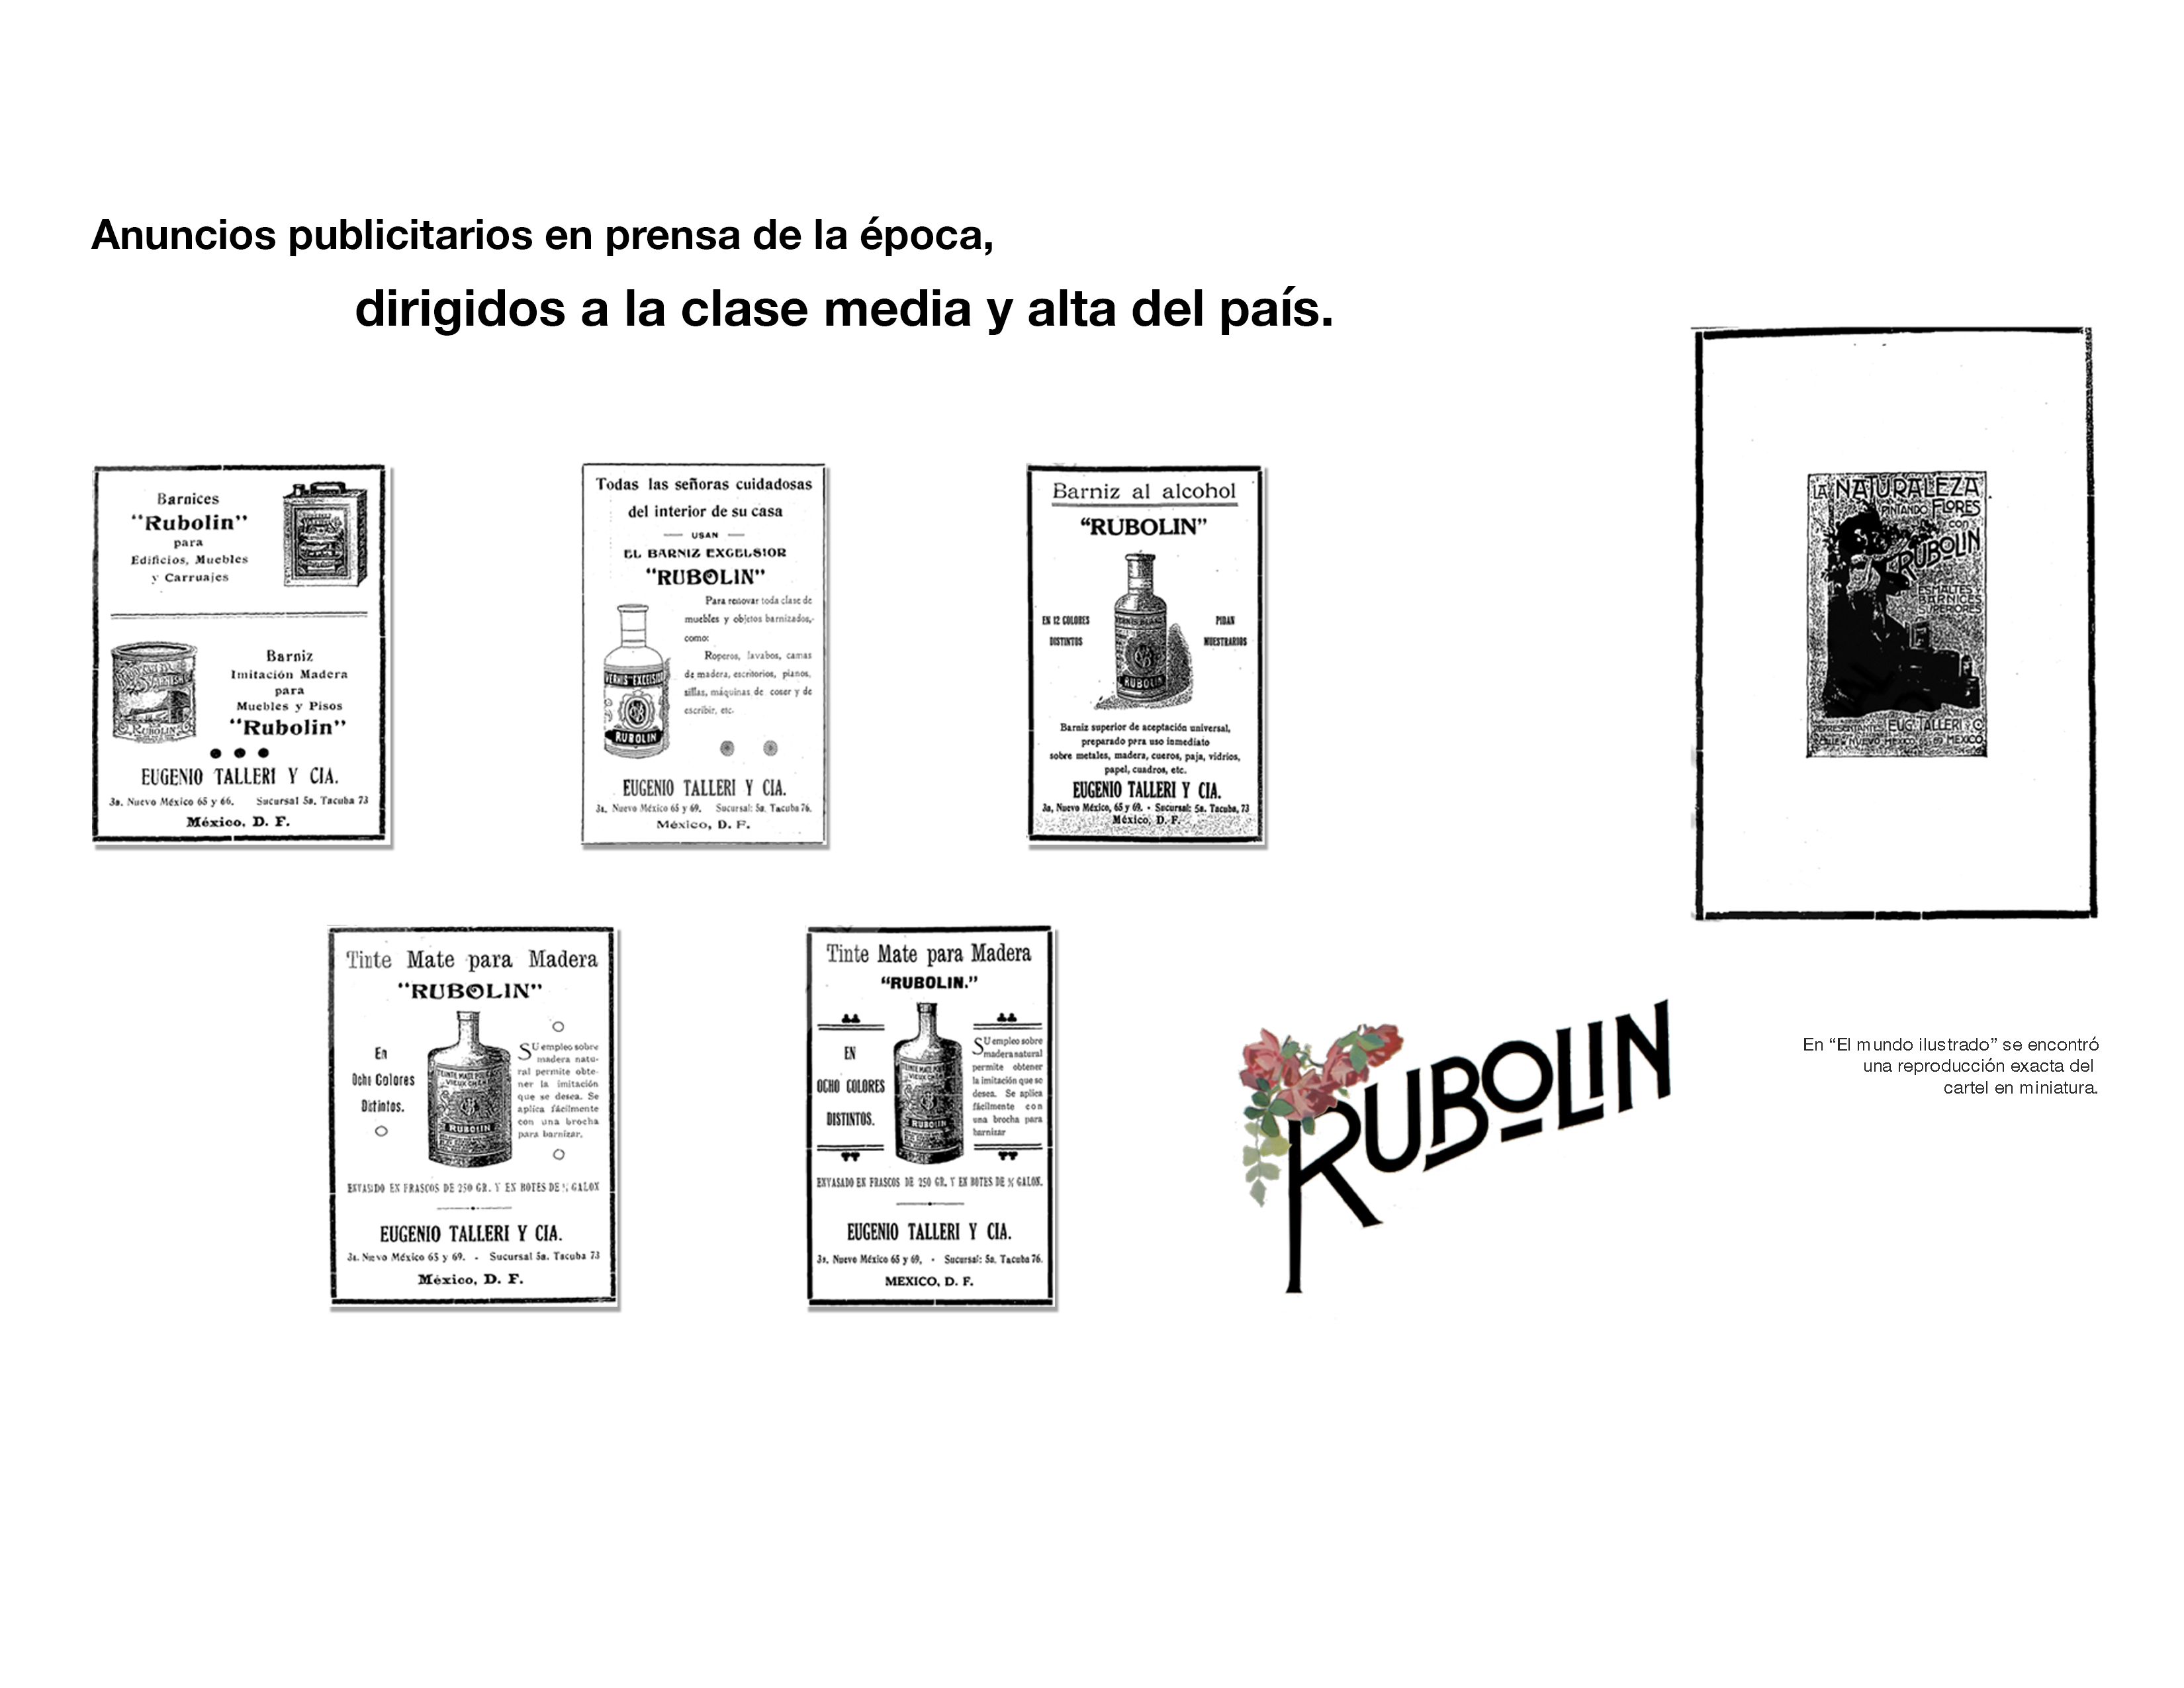 Anuncios publicitarios en prensa de la época,
dirigidos a la clase media y alta del país.
Barnices
“Rubolin”
para
Edificios, Muebles
y Carruajes
Barniz
Imitación Madera
para
Muebles y Pisos
“Rubolin”
RUBOLIN
EUGENIO TALLERI Y CIA.
3a. Nuevo México 65 y 66. Sucursal 5a. Tacuba 73
México, D. F.
Todas las señoras cuidadosas
del interior de su casa
USAN
EL BARNIZ EXCELSIOR
“RUBOLIN”
Para renovar toda clase de
muebles y objetos barnizados,
como:
Roperos, lavabos, camas
de madera, escritorios, pianos,
sillas, máquinas de coser y de
escribir, etc.
VERNIS "EXCELSIOR
RUBOLIN
EUGENIO TALLERI Y CIA.
3a. Nuevo México 65 y 69. Sucursal: 5a. Tacuba 76.
México, D. F.
Barniz al alcohol
“RUBOLIN”
EN 12 COLORES
DISTINTOS
PIDAN
MUESTRARIOS
RUBOLIN
Barniz superior de aceptación universal,
preparado prra uso inmediato
sobre metales, madera, cueros, paja, vidrios,
papel, cuadros, etc.
EUGENIO TALLERI Y CIA.
3a, Nuevo México, 65 y 69. - Sucursal: 5a. Tacuba, 73
México, D. F.
LA NATURALEZA
PINTANDO FLORES
con
RUBOLIN
ESMALTES Y
BARNICES
SUPERIORES
REPRESENTANTES EUG. TALLERI Y C
NUEVO MEXICO 65 y 69 MEXICO
Tinte Mate para Madera
“RUBOLIN”
En
Ocho Colores
Distintos.
SU empleo sobre
madera natu-
ral permite obte-
ner la imitación
que se desea. Se
aplica fácilmente
con una brocha
para barnizar.
RUBOLIN
ENVASADO EN FRASCOS DE 250 GR. Y EN BOTES DE ¼ GALON
EUGENIO TALLERI Y CIA.
3a. Nuevo México 65 y 69. - Sucursal 5a. Tacuba 73
México, D. F.
Tinte Mate para Madera
“RUBOLIN.”
EN
OCHO COLORES
DISTINTOS.
SU empleo sobre
madera natural
permite obtener
la imitación que se
desea. Se aplica
fácilmente con
una brocha para
barnizar
RUBOLIN
ENVASADO EN FRASCOS DE 250 GR. Y EN BOTES DE ¼ GALON.
EUGENIO TALLERI Y CIA.
3a. Nuevo México 65 y 69, - Sucursal: 5a. Tacuba 76.
MEXICO, D. F.
RUBOLIN
En “El mundo ilustrado” se encontró
una reproducción exacta del
cartel en miniatura.